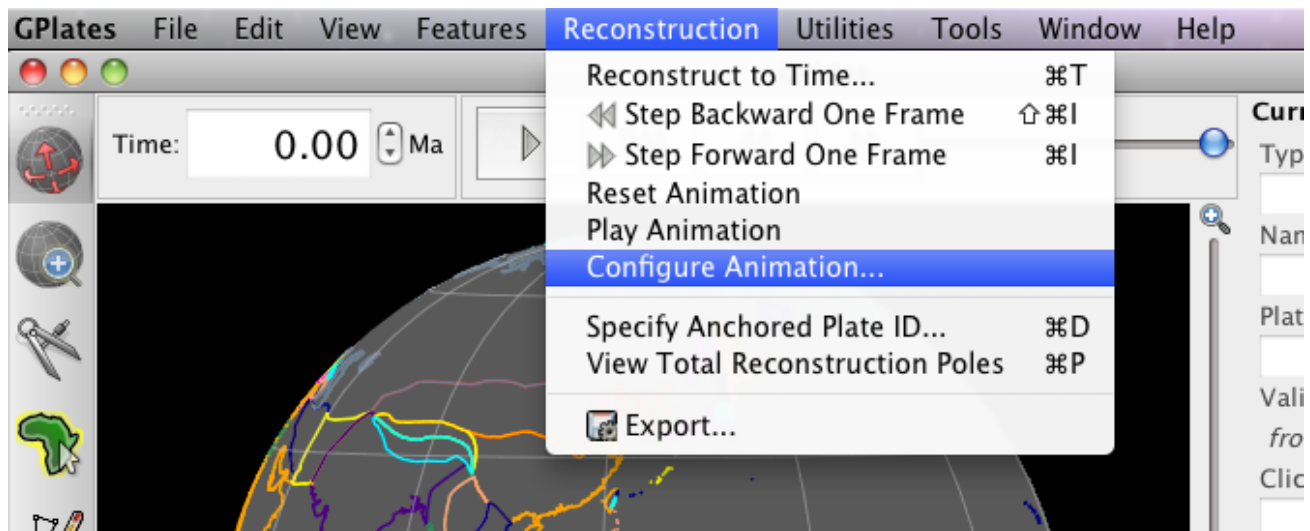 GPlates File Edit View Features Reconstruction Utilities Tools Window Help
Reconstruct to Time... ⌘T
Step Backward One Frame ⇧⌘I
Step Forward One Frame ⌘I
Reset Animation
Play Animation
Configure Animation...
Specify Anchored Plate ID... ⌘D
View Total Reconstruction Poles ⌘P
Export...
Time: 0.00 Ma
Curr
Typ
Nam
Plat
Vali
fro
Clic